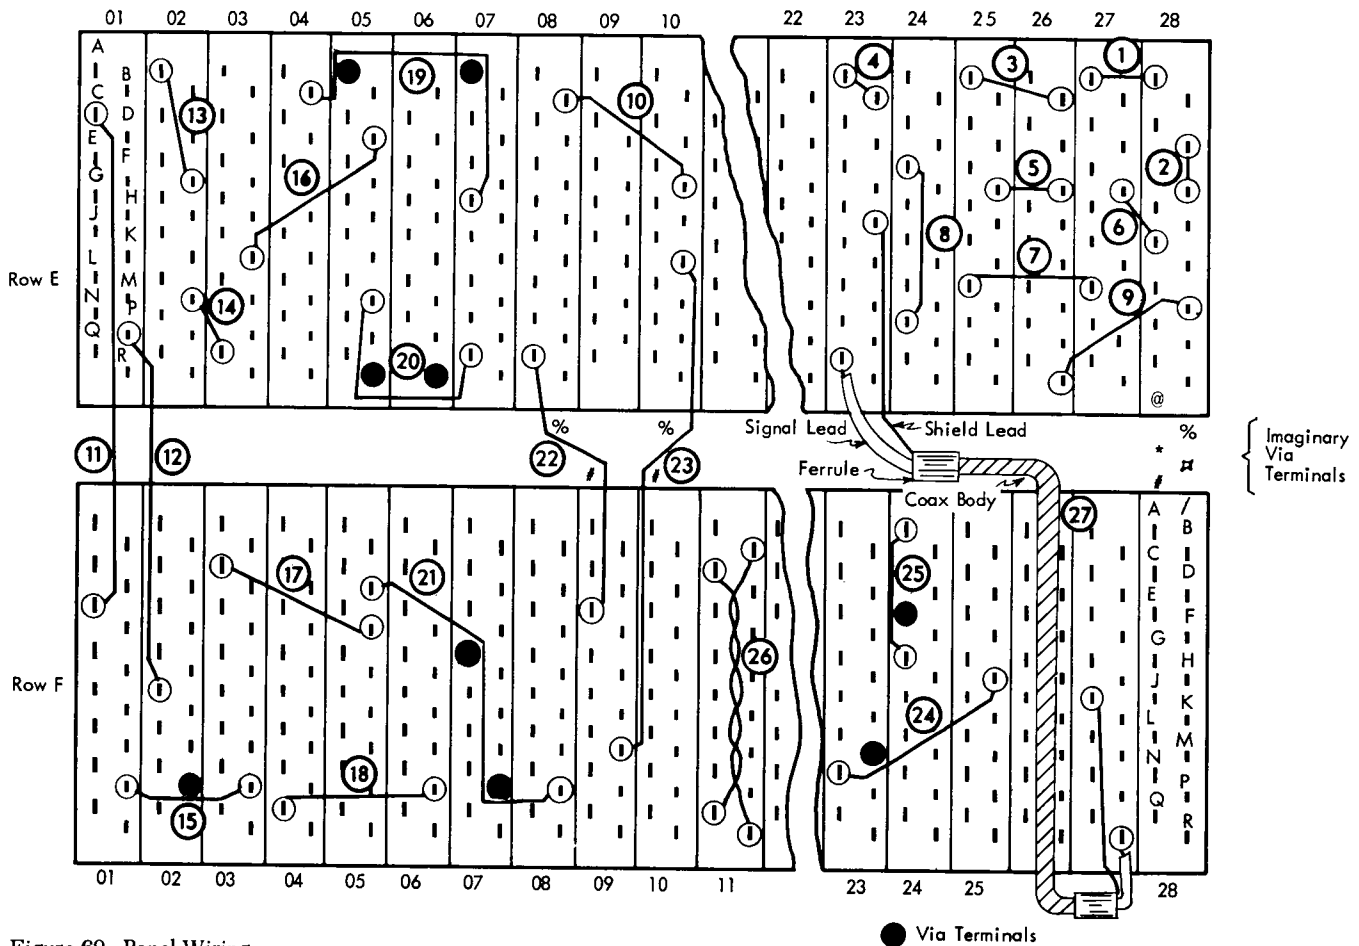 01 02 03 04 05 06 07 08 09 10 22 23 24 25 26 27 28
A
B
C
D
E
F
G
H
J
K
L
M
N
P
Q
R
19
4
3
1
13
10
16
5
2
8
6
7
14
9
20
Row E
@
11
12
22
%
#
%
#
23
Signal Lead
Shield Lead
Ferrule
Coax Body
%
*
¤
#
/
Imaginary
Via
Terminals
27
A
B
C
D
E
F
G
H
J
K
L
M
N
P
Q
R
17
21
25
26
24
18
15
Row F
01 02 03 04 05 06 07 08 09 10 11 23 24 25 28
Via Terminals
Figure 69. Panel Wiring